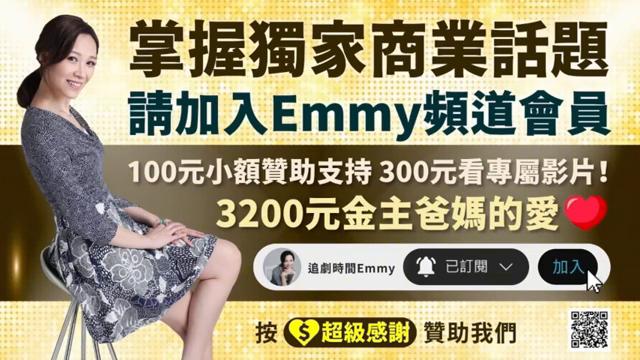 掌握獨家商業話題
請加入Emmy頻道會員
100元小額贊助支持 300元看專屬影片!
3200元金主爸媽的愛
追劇時間Emmy 已訂閱 加入
按 $ 超級感謝 贊助我們